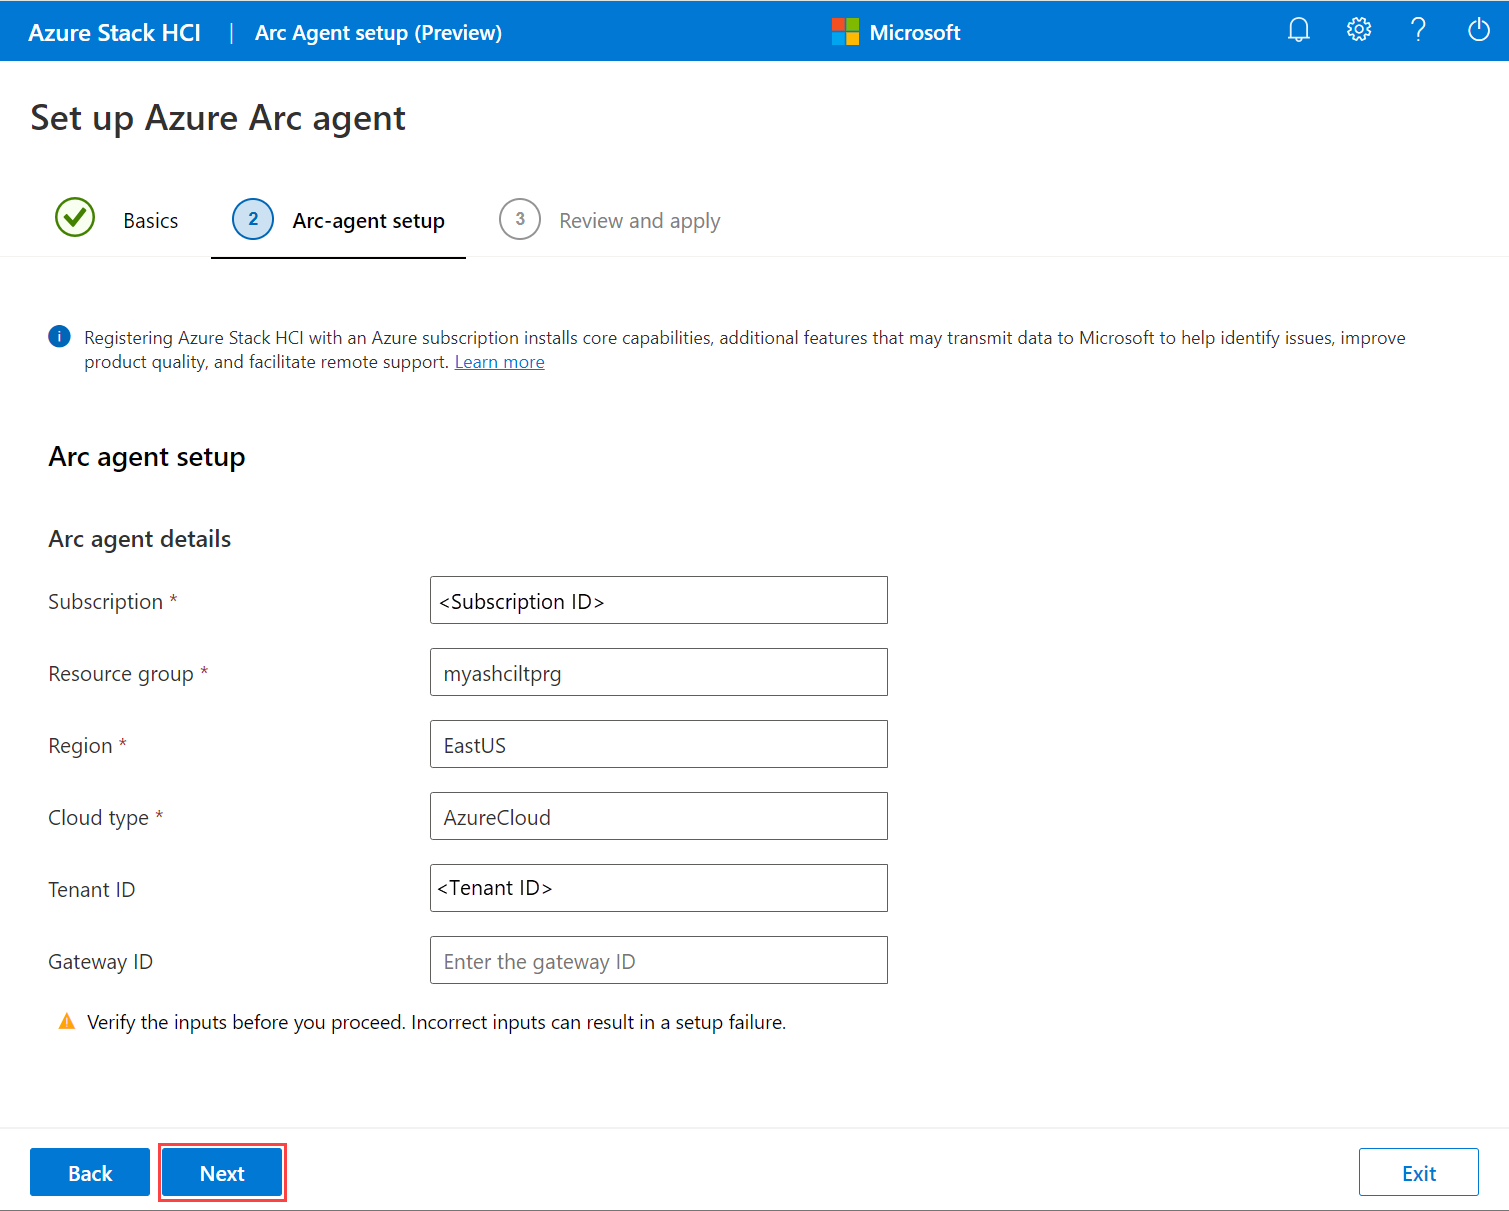 Azure Stack HCI | Arc Agent setup (Preview)
Microsoft
?
Set up Azure Arc agent
Basics
2 Arc-agent setup
3 Review and apply
Registering Azure Stack HCI with an Azure subscription installs core capabilities, additional features that may transmit data to Microsoft to help identify issues, improve
product quality, and facilitate remote support. Learn more
Arc agent setup
Arc agent details
Subscription * <Subscription ID>
Resource group * myashciltprg
Region * EastUS
Cloud type * AzureCloud
Tenant ID <Tenant ID>
Gateway ID Enter the gateway ID
Verify the inputs before you proceed. Incorrect inputs can result in a setup failure.
Back Next Exit